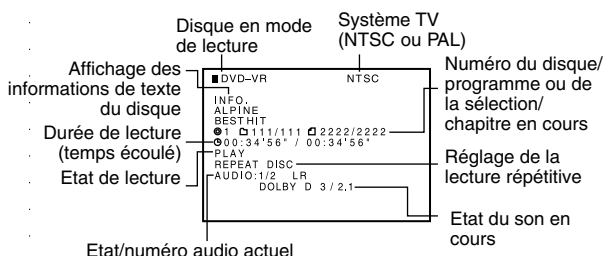 Disque en mode
de lecture
Système TV
(NTSC ou PAL)
Affichage des
informations de texte
du disque
Durée de lecture
(temps écoulé)
Etat de lecture
DVD–VR NTSC
INFO.
ALPINE
BESTHIT
1 111/111 2222/2222
00:34'56" / 00:34'56"
PLAY
REPEAT DISC
AUDIO:1/2 LR
DOLBY D 3/2.1
Numéro du disque/
programme ou de
la sélection/
chapitre en cours
Réglage de la
lecture répétitive
Etat du son en
cours
Etat/numéro audio actuel